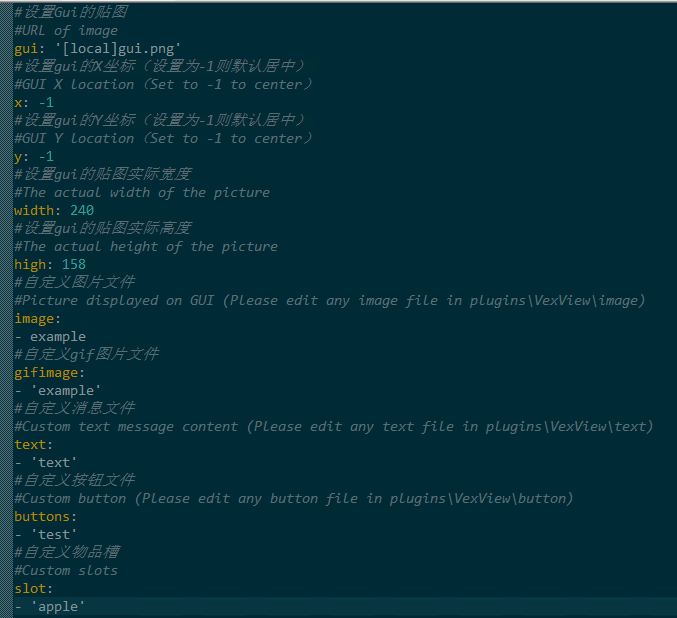 #设置Gui的贴图
#URL of image
gui: '[local]gui.png'
#设置gui的X坐标（设置为-1则默认居中）
#GUI X location（Set to -1 to center）
x: -1
#设置gui的Y坐标（设置为-1则默认居中）
#GUI Y location（Set to -1 to center）
y: -1
#设置gui的贴图实际宽度
#The actual width of the picture
width: 240
#设置gui的贴图实际高度
#The actual height of the picture
high: 158
#自定义图片文件
#Picture displayed on GUI (Please edit any image file in plugins\VexView\image)
image:
- example
#自定义gif图片文件
gifimage:
- 'example'
#自定义消息文件
#Custom text message content (Please edit any text file in plugins\VexView\text)
text:
- 'text'
#自定义按钮文件
#Custom button (Please edit any button file in plugins\VexView\button)
buttons:
- 'test'
#自定义物品槽
#Custom slots
slot:
- 'apple'